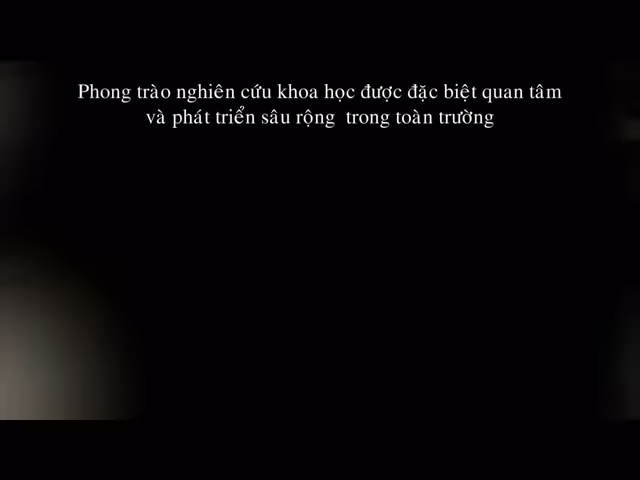 Phong trào nghiên cứu khoa học được đặc biệt quan tâm
và phát triển sâu rộng trong toàn trường